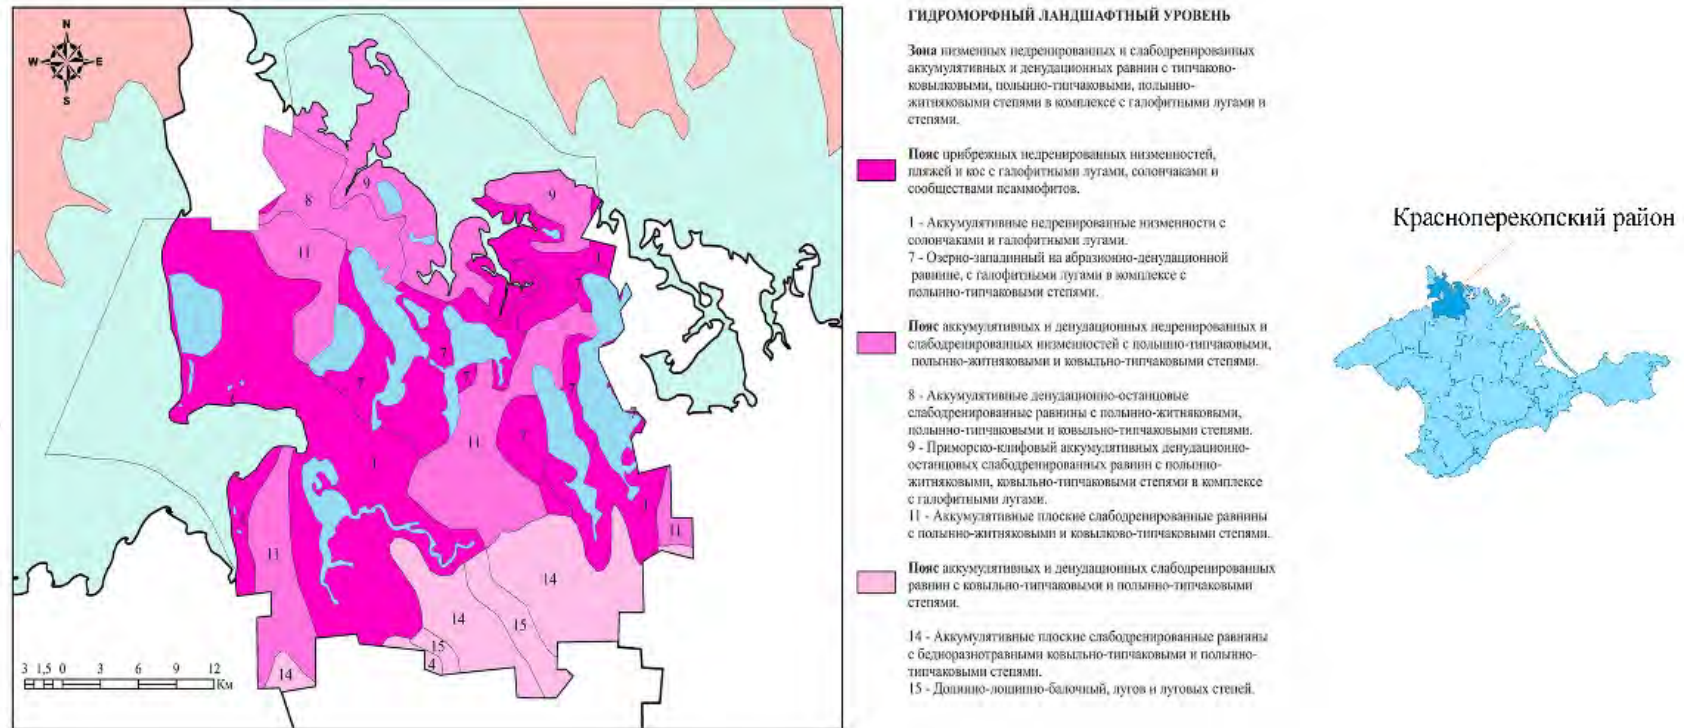 N
W E
S
8
9
9
11
1
7
7
7
7
7
7
11
1
1
11
11
14
14
15
15
4
14
3 1,5 0 3 6 9 12
Км
ГИДРОМОРФНЫЙ ЛАНДШАФТНЫЙ УРОВЕНЬ
Зона низменных недренированных и слабодренированных
аккумулятивных и денудационных равнин с типчаково-
ковылковыми, полынно-типчаковыми, полынно-
житняковыми степями в комплексе с галофитными лугами и
степями.
Пояс прибрежных недренированных низменностей,
пляжей и кос с галофитными лугами, солончаками и
сообществами псаммофитов.
1 - Аккумулятивные недренированные низменности с
солончаками и галофитными лугами.
7 - Озерно-западинный на абразионно-денудационной
равнине, с галофитными лугами в комплексе с
полынно-типчаковыми степями.
Пояс аккумулятивных и денудационных недренированных и
слабодренированных низменностей с полынно-типчаковыми,
полынно-житняковыми и ковыльно-типчаковыми степями.
8 - Аккумулятивные денудационно-останцовые
слабодренированные равнины с полынно-житняковыми,
полынно-типчаковыми и ковыльно-типчаковыми степями.
9 - Приморско-клифовый аккумулятивных денудационно-
останцовых слабодренированных равнин с полынно-
житняковыми, ковыльно-типчаковыми степями в комплексе
с галофитными лугами.
11 - Аккумулятивные плоские слабодренированные равнины
с полынно-житняковыми и ковылково-типчаковыми степями.
Пояс аккумулятивных и денудационных слабодренированных
равнин с ковыльно-типчаковыми и полынно-типчаковыми
степями.
14 - Аккумулятивные плоские слабодренированные равнины
с бедноразнотравными ковыльно-типчаковыми и полынно-
типчаковыми степями.
15 - Долинно-лощинно-балочный, лугов и луговых степей.
Красноперекопский район